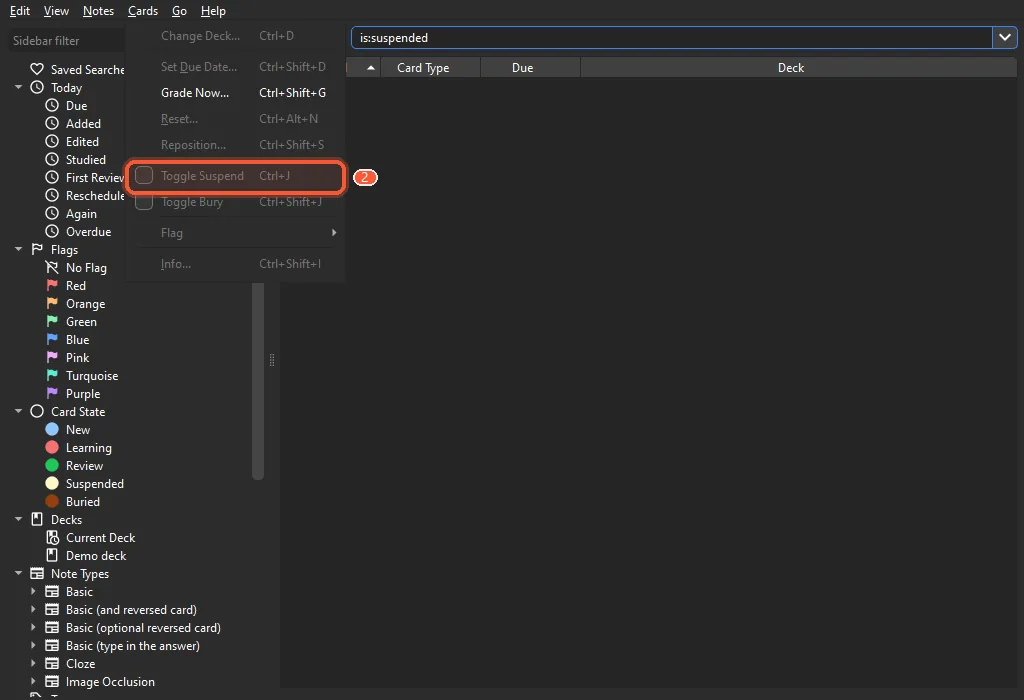 Edit View Notes Cards Go Help
Sidebar filter
is:suspended
Card Type Due Deck
Change Deck... Ctrl+D
Set Due Date... Ctrl+Shift+D
Grade Now... Ctrl+Shift+G
Reset... Ctrl+Alt+N
Reposition... Ctrl+Shift+S
Toggle Suspend Ctrl+J
2
Toggle Bury Ctrl+Shift+J
Flag
Info... Ctrl+Shift+I
Saved Searche
Today
Due
Added
Edited
Studied
First Review
Reschedule
Again
Overdue
Flags
No Flag
Red
Orange
Green
Blue
Pink
Turquoise
Purple
Card State
New
Learning
Review
Suspended
Buried
Decks
Current Deck
Demo deck
Note Types
Basic
Basic (and reversed card)
Basic (optional reversed card)
Basic (type in the answer)
Cloze
Image Occlusion